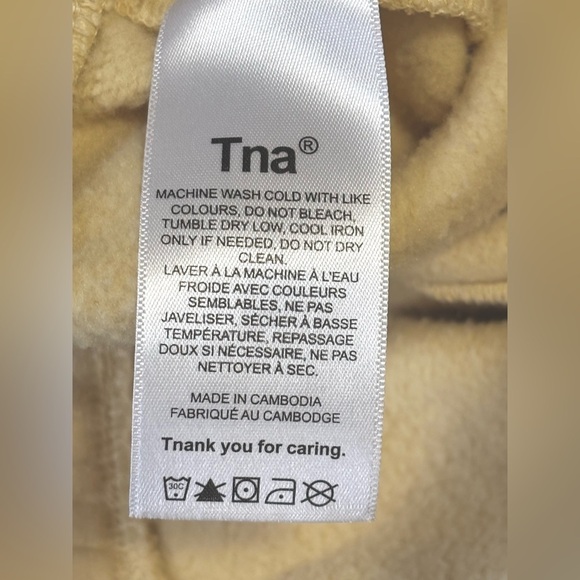 Tna®
MACHINE WASH COLD WITH LIKE
COLOURS, DO NOT BLEACH,
TUMBLE DRY LOW, COOL IRON
ONLY IF NEEDED, DO NOT DRY
CLEAN.
LAVER À LA MACHINE À L'EAU
FROIDE AVEC COULEURS
SEMBLABLES, NE PAS
JAVELISER, SÉCHER À BASSE
TEMPÉRATURE, REPASSAGE
DOUX SI NÉCESSAIRE, NE PAS
NETTOYER À SEC.
MADE IN CAMBODIA
FABRIQUÉ AU CAMBODGE
Tnank you for caring.
30C